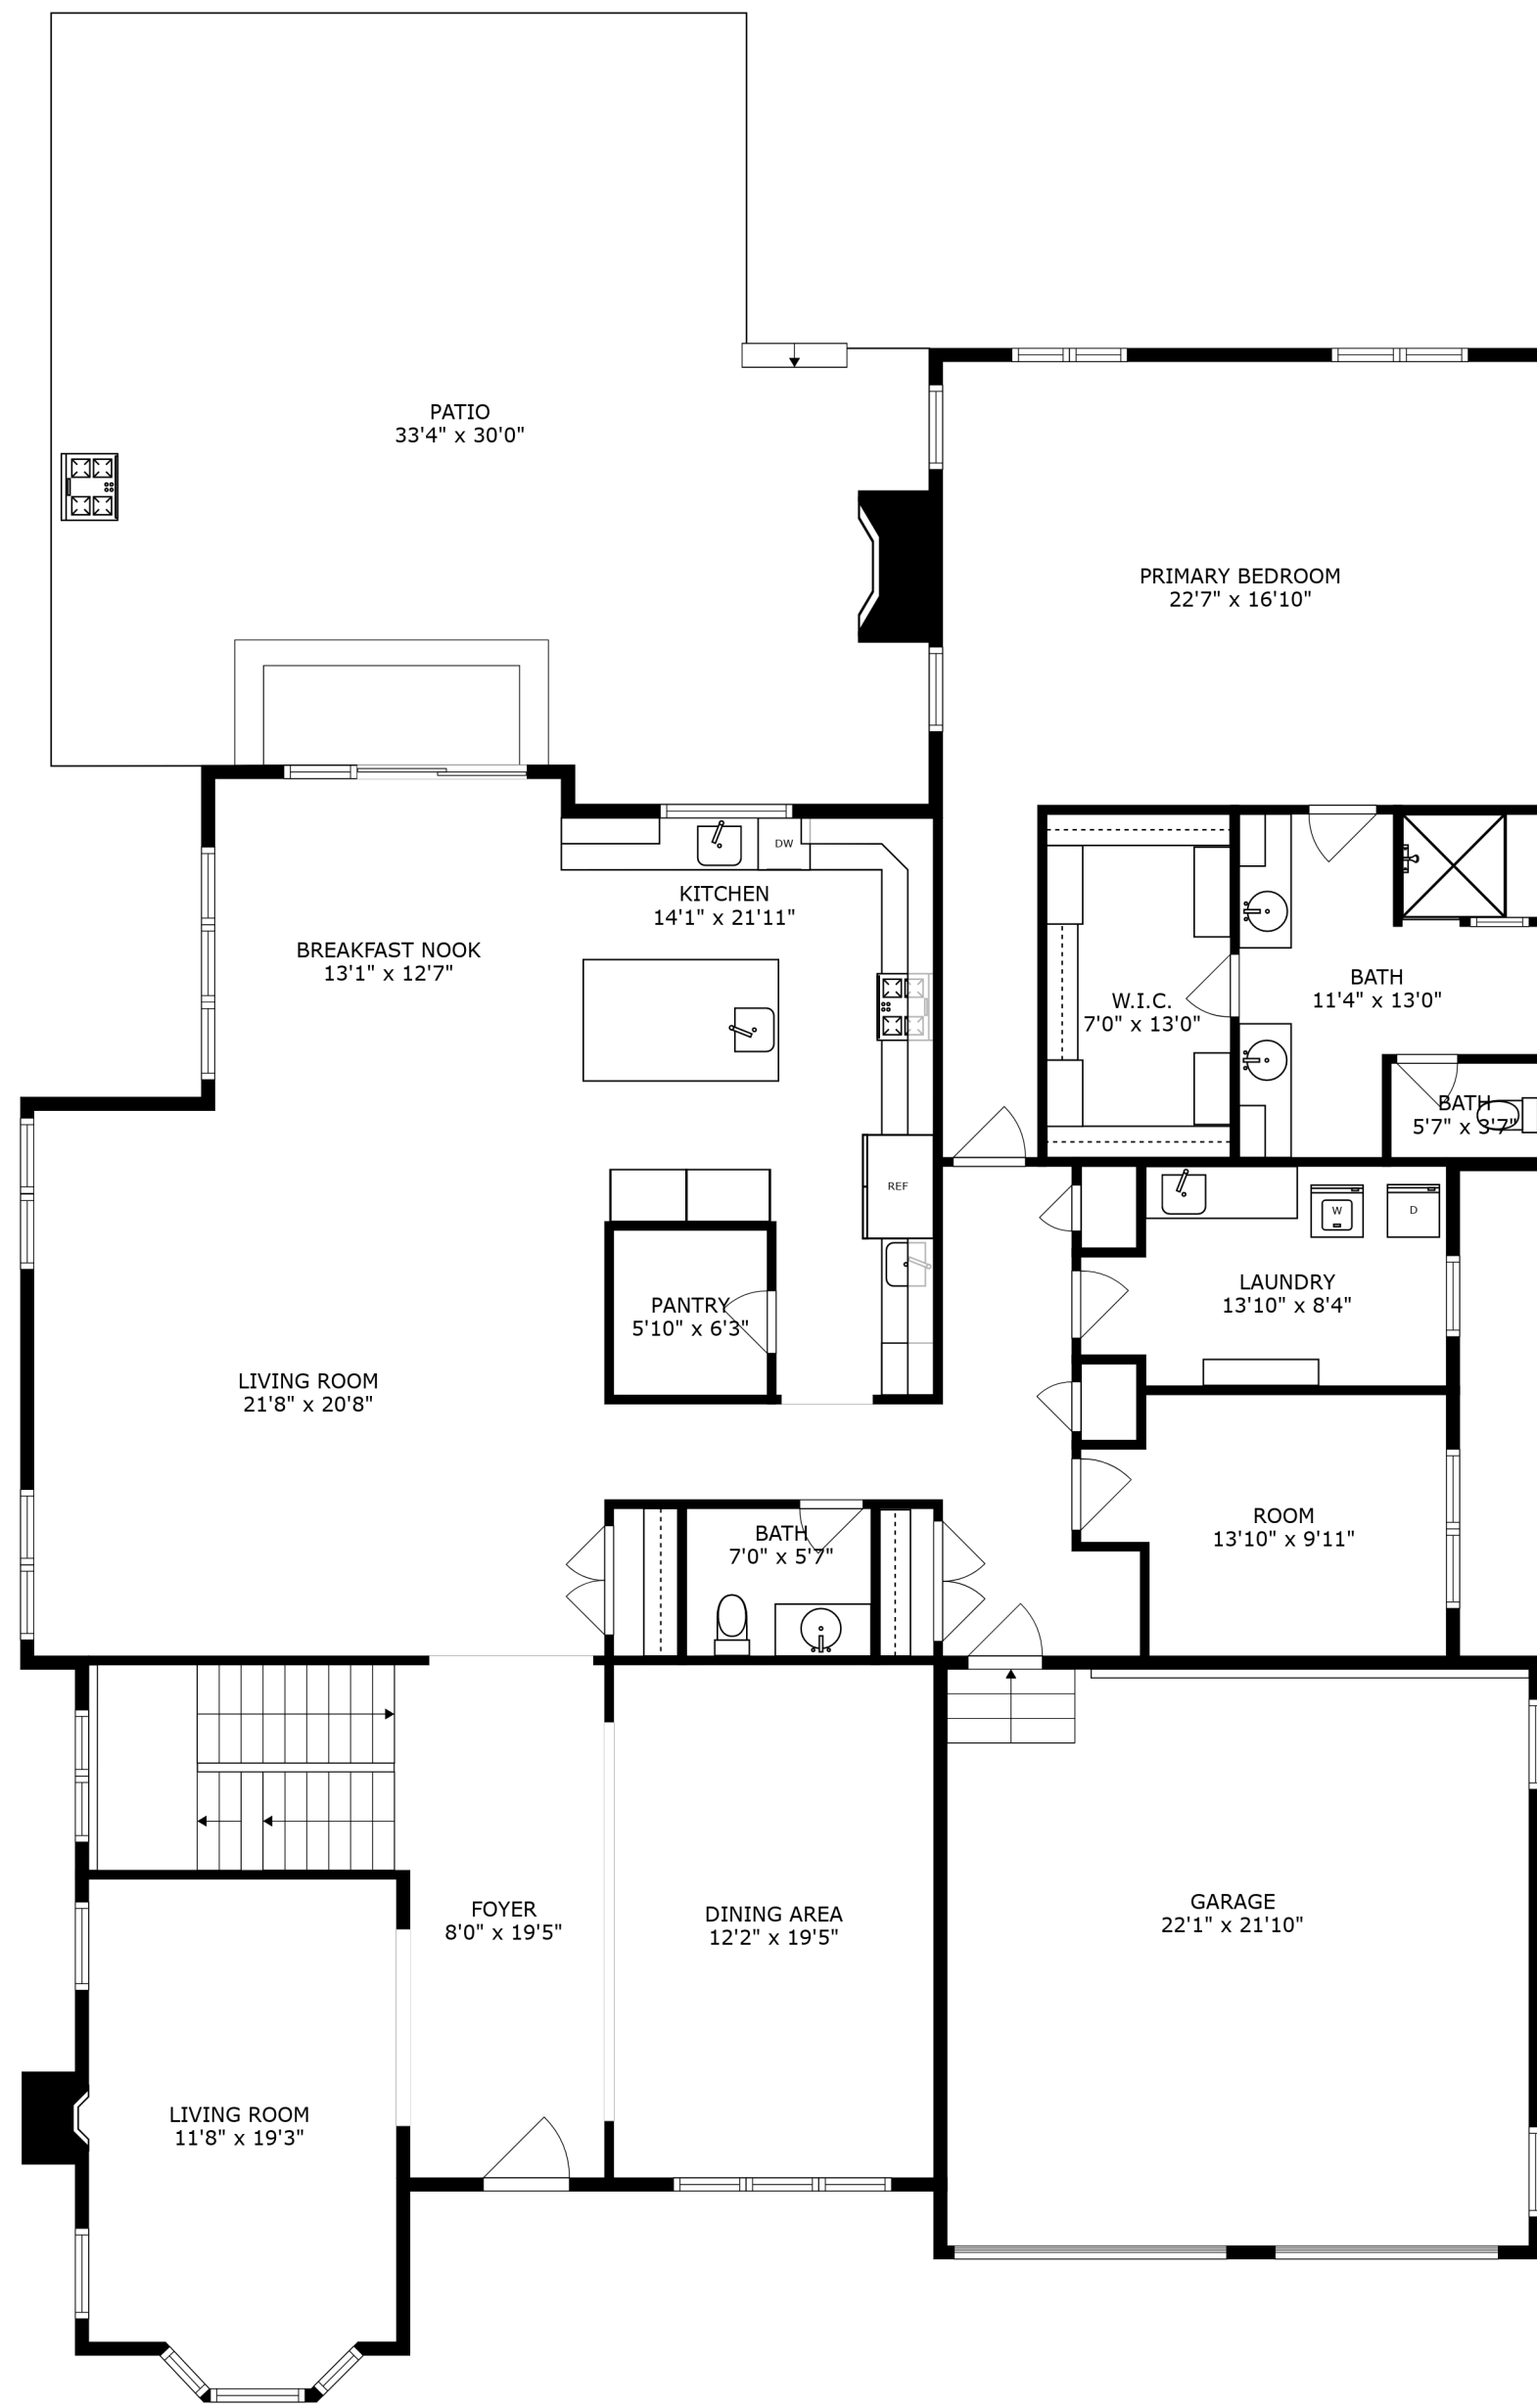 PATIO
33'4" x 30'0"
PRIMARY BEDROOM
22'7" x 16'10"
DW
KITCHEN
14'1" x 21'11"
BREAKFAST NOOK
13'1" x 12'7"
W.I.C.
7'0" x 13'0"
BATH
11'4" x 13'0"
BATH
5'7" x 3'7"
REF
W
D
LAUNDRY
13'10" x 8'4"
PANTRY
5'10" x 6'3"
LIVING ROOM
21'8" x 20'8"
BATH
7'0" x 5'7"
ROOM
13'10" x 9'11"
FOYER
8'0" x 19'5"
DINING AREA
12'2" x 19'5"
GARAGE
22'1" x 21'10"
LIVING ROOM
11'8" x 19'3"